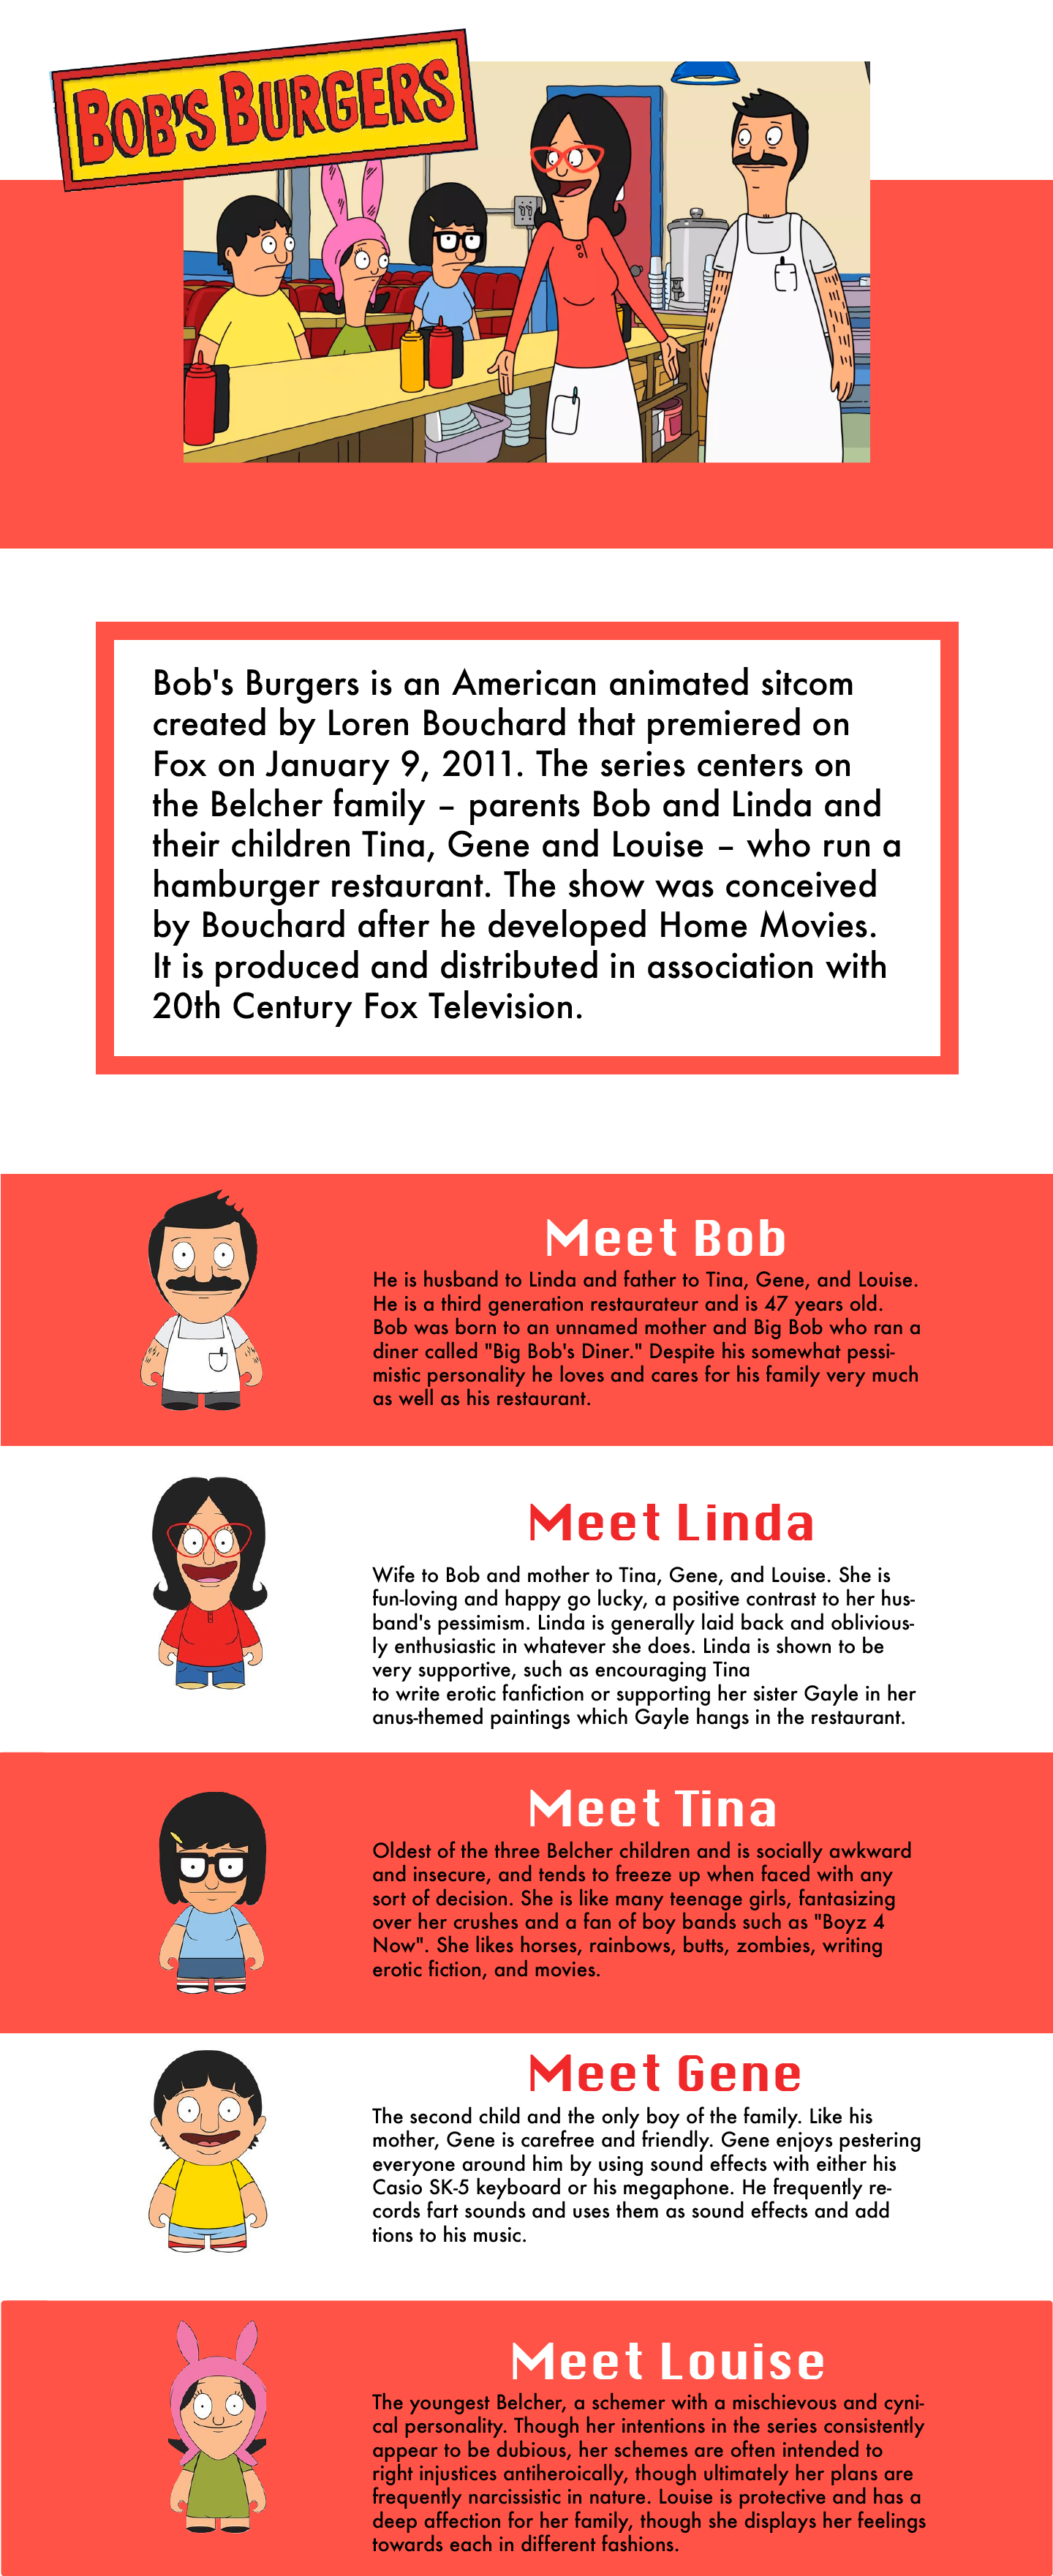 BOB'S BURGERS
Bob's Burgers is an American animated sitcom
created by Loren Bouchard that premiered on
Fox on January 9, 2011. The series centers on
the Belcher family – parents Bob and Linda and
their children Tina, Gene and Louise – who run a
hamburger restaurant. The show was conceived
by Bouchard after he developed Home Movies.
It is produced and distributed in association with
20th Century Fox Television.
Meet Bob
He is husband to Linda and father to Tina, Gene, and Louise.
He is a third generation restaurateur and is 47 years old.
Bob was born to an unnamed mother and Big Bob who ran a
diner called "Big Bob's Diner." Despite his somewhat pessi-
mistic personality he loves and cares for his family very much
as well as his restaurant.
Meet Linda
Wife to Bob and mother to Tina, Gene, and Louise. She is
fun-loving and happy go lucky, a positive contrast to her hus-
band's pessimism. Linda is generally laid back and oblivious-
ly enthusiastic in whatever she does. Linda is shown to be
very supportive, such as encouraging Tina
to write erotic fanfiction or supporting her sister Gayle in her
anus-themed paintings which Gayle hangs in the restaurant.
Meet Tina
Oldest of the three Belcher children and is socially awkward
and insecure, and tends to freeze up when faced with any
sort of decision. She is like many teenage girls, fantasizing
over her crushes and a fan of boy bands such as "Boyz 4
Now". She likes horses, rainbows, butts, zombies, writing
erotic fiction, and movies.
Meet Gene
The second child and the only boy of the family. Like his
mother, Gene is carefree and friendly. Gene enjoys pestering
everyone around him by using sound effects with either his
Casio SK-5 keyboard or his megaphone. He frequently re-
cords fart sounds and uses them as sound effects and add
tions to his music.
Meet Louise
The youngest Belcher, a schemer with a mischievous and cyni-
cal personality. Though her intentions in the series consistently
appear to be dubious, her schemes are often intended to
right injustices antiheroically, though ultimately her plans are
frequently narcissistic in nature. Louise is protective and has a
deep affection for her family, though she displays her feelings
towards each in different fashions.